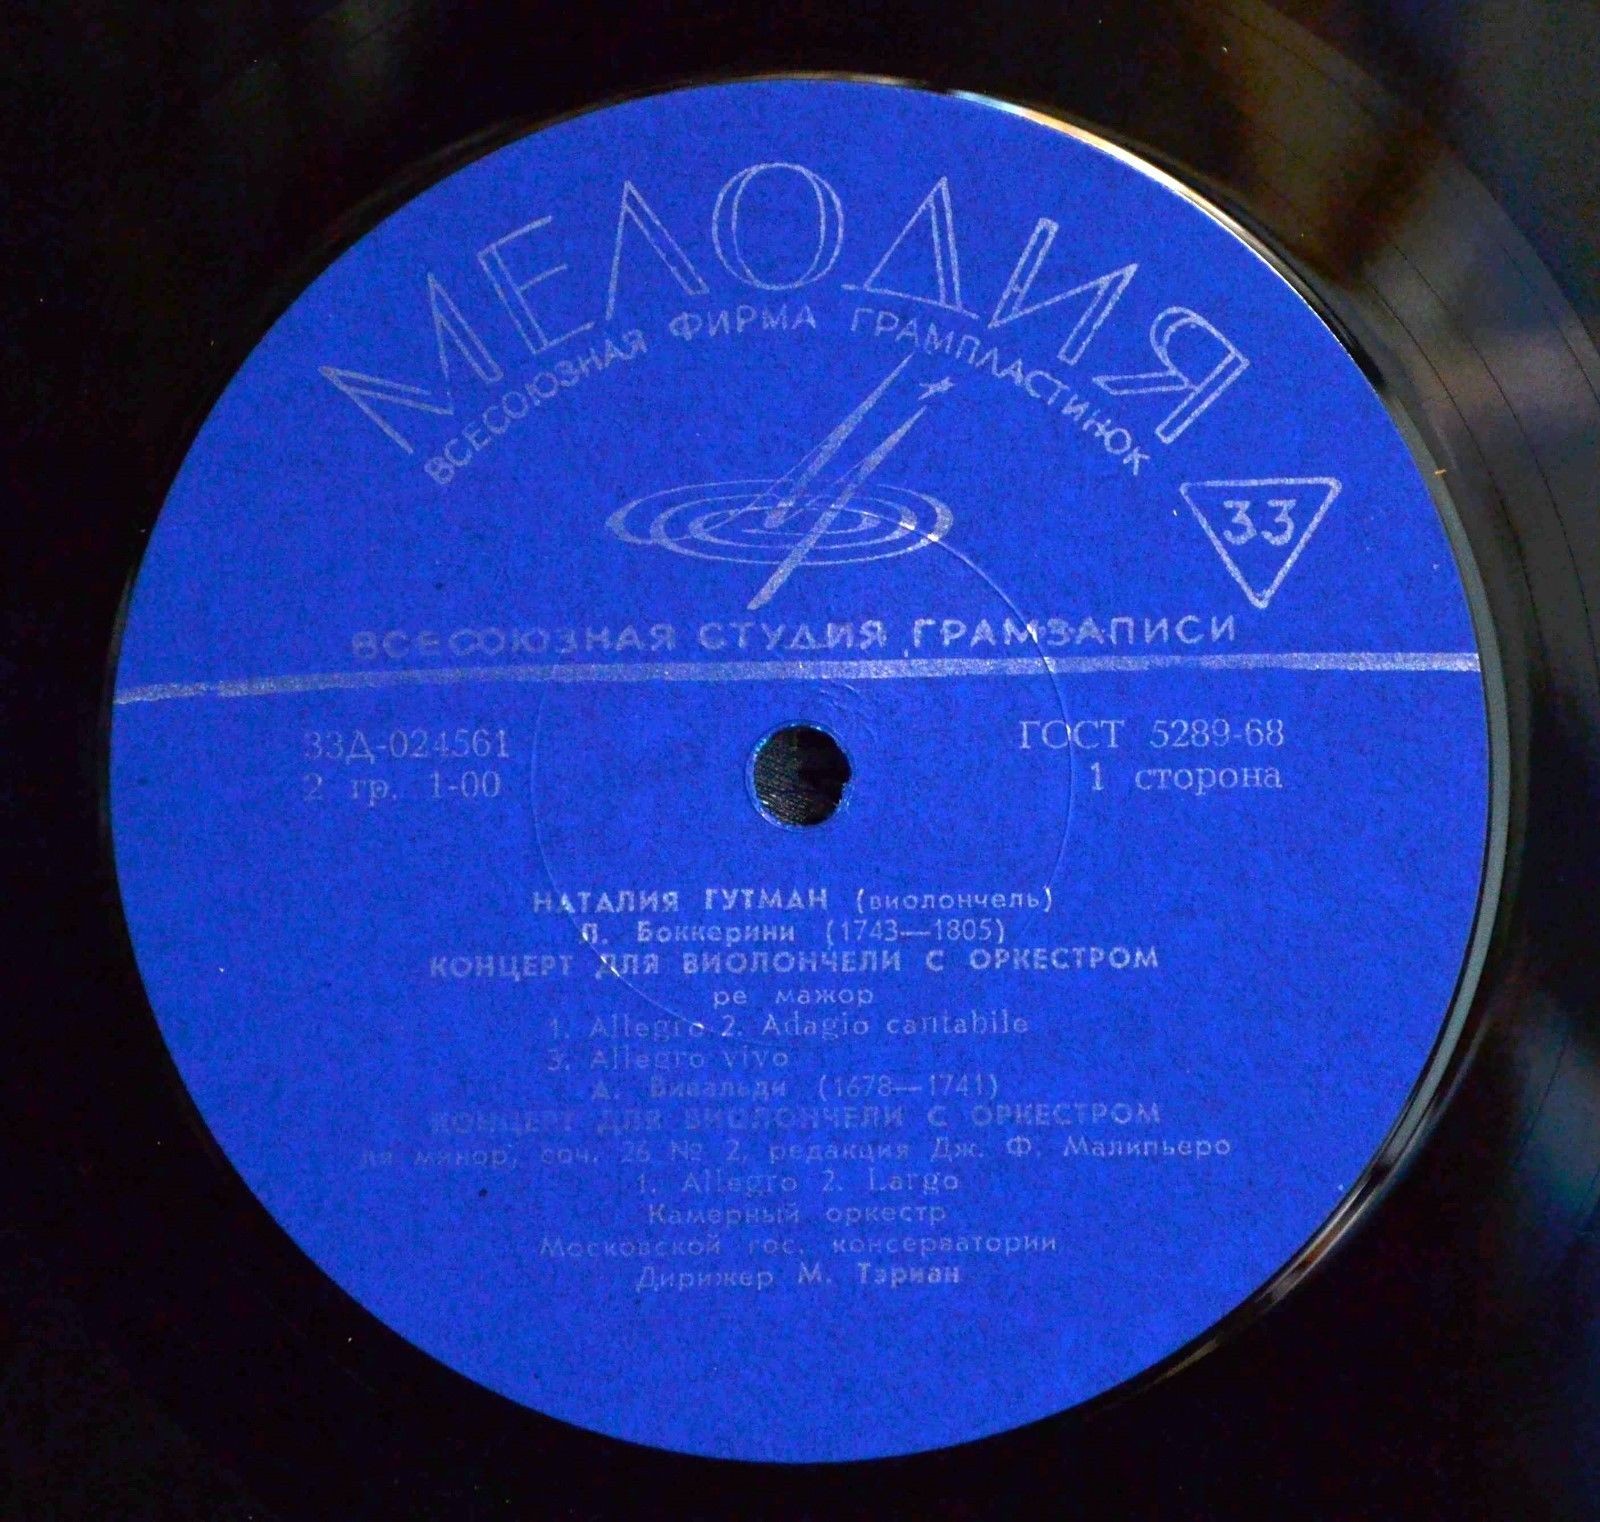 МЕЛОДИЯ
ВСЕСОЮЗНАЯ ФИРМА ГРАМПЛАСТИНОК
33
ВСЕСОЮЗНАЯ СТУДИЯ ГРАМЗАПИСИ
33Д-024561
ГОСТ 5289-68
2 гр. 1-00
1 сторона
НАТАЛИЯ ГУТМАН (виолончель)
Л. Боккерини (1743—1805)
КОНЦЕРТ ДЛЯ ВИОЛОНЧЕЛИ С ОРКЕСТРОМ
ре мажор
1. Allegro 2. Adagio cantabile
3. Allegro vivo
А. Вивальди (1678—1741)
КОНЦЕРТ ДЛЯ ВИОЛОНЧЕЛИ С ОРКЕСТРОМ
ля минор, соч. 26 № 2, редакция Дж. Ф. Малипьеро
1. Allegro 2. Largo
Камерный оркестр
Московской гос. консерватории
Дирижер М. Тэриан